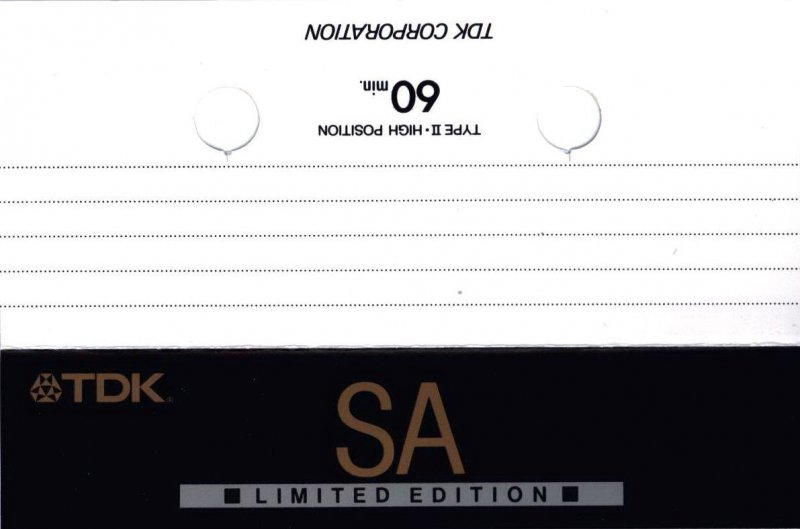 TDK CORPORATION
60 min.
TYPE II · HIGH POSITION
TDK
SA
LIMITED EDITION